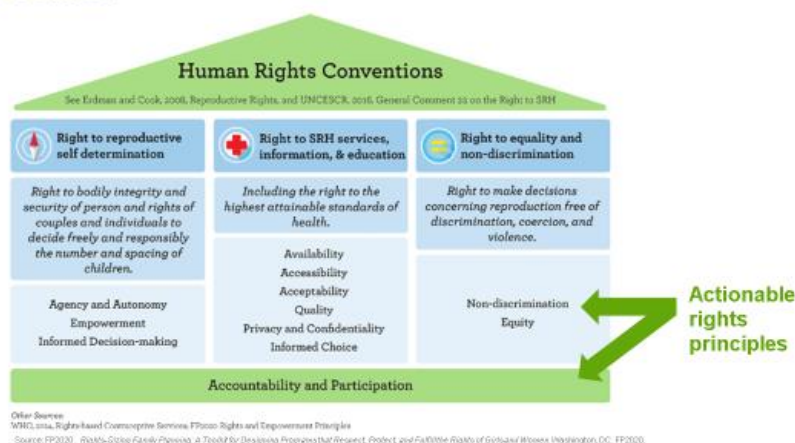 Human Rights Conventions
See Erdman and Cook, 2008, Reproductive Rights, and UNCESCR, 2016, General Comment 22 on the Right to SRH
Right to reproductive
self determination
Right to bodily integrity and
security of person and rights of
couples and individuals to
decide freely and responsibly
the number and spacing of
children.
Agency and Autonomy
Empowerment
Informed Decision-making
Right to SRH services,
information, & education
Including the right to the
highest attainable standards of
health.
Availability
Accessibility
Acceptability
Quality
Privacy and Confidentiality
Informed Choice
Right to equality and
non-discrimination
Right to make decisions
concerning reproduction free of
discrimination, coercion, and
violence.
Non-discrimination
Equity
Actionable
rights
principles
Accountability and Participation
Other Sources:
WHO, 2014, Rights-based Contraceptive Services; FP2020 Rights and Empowerment Principles
Source: FP2020. Rights-Sizing Family Planning: A Toolkit for Designing Programs that Respect, Protect, and Fulfill the Rights of Girls and Women. Washington, DC: FP2020.